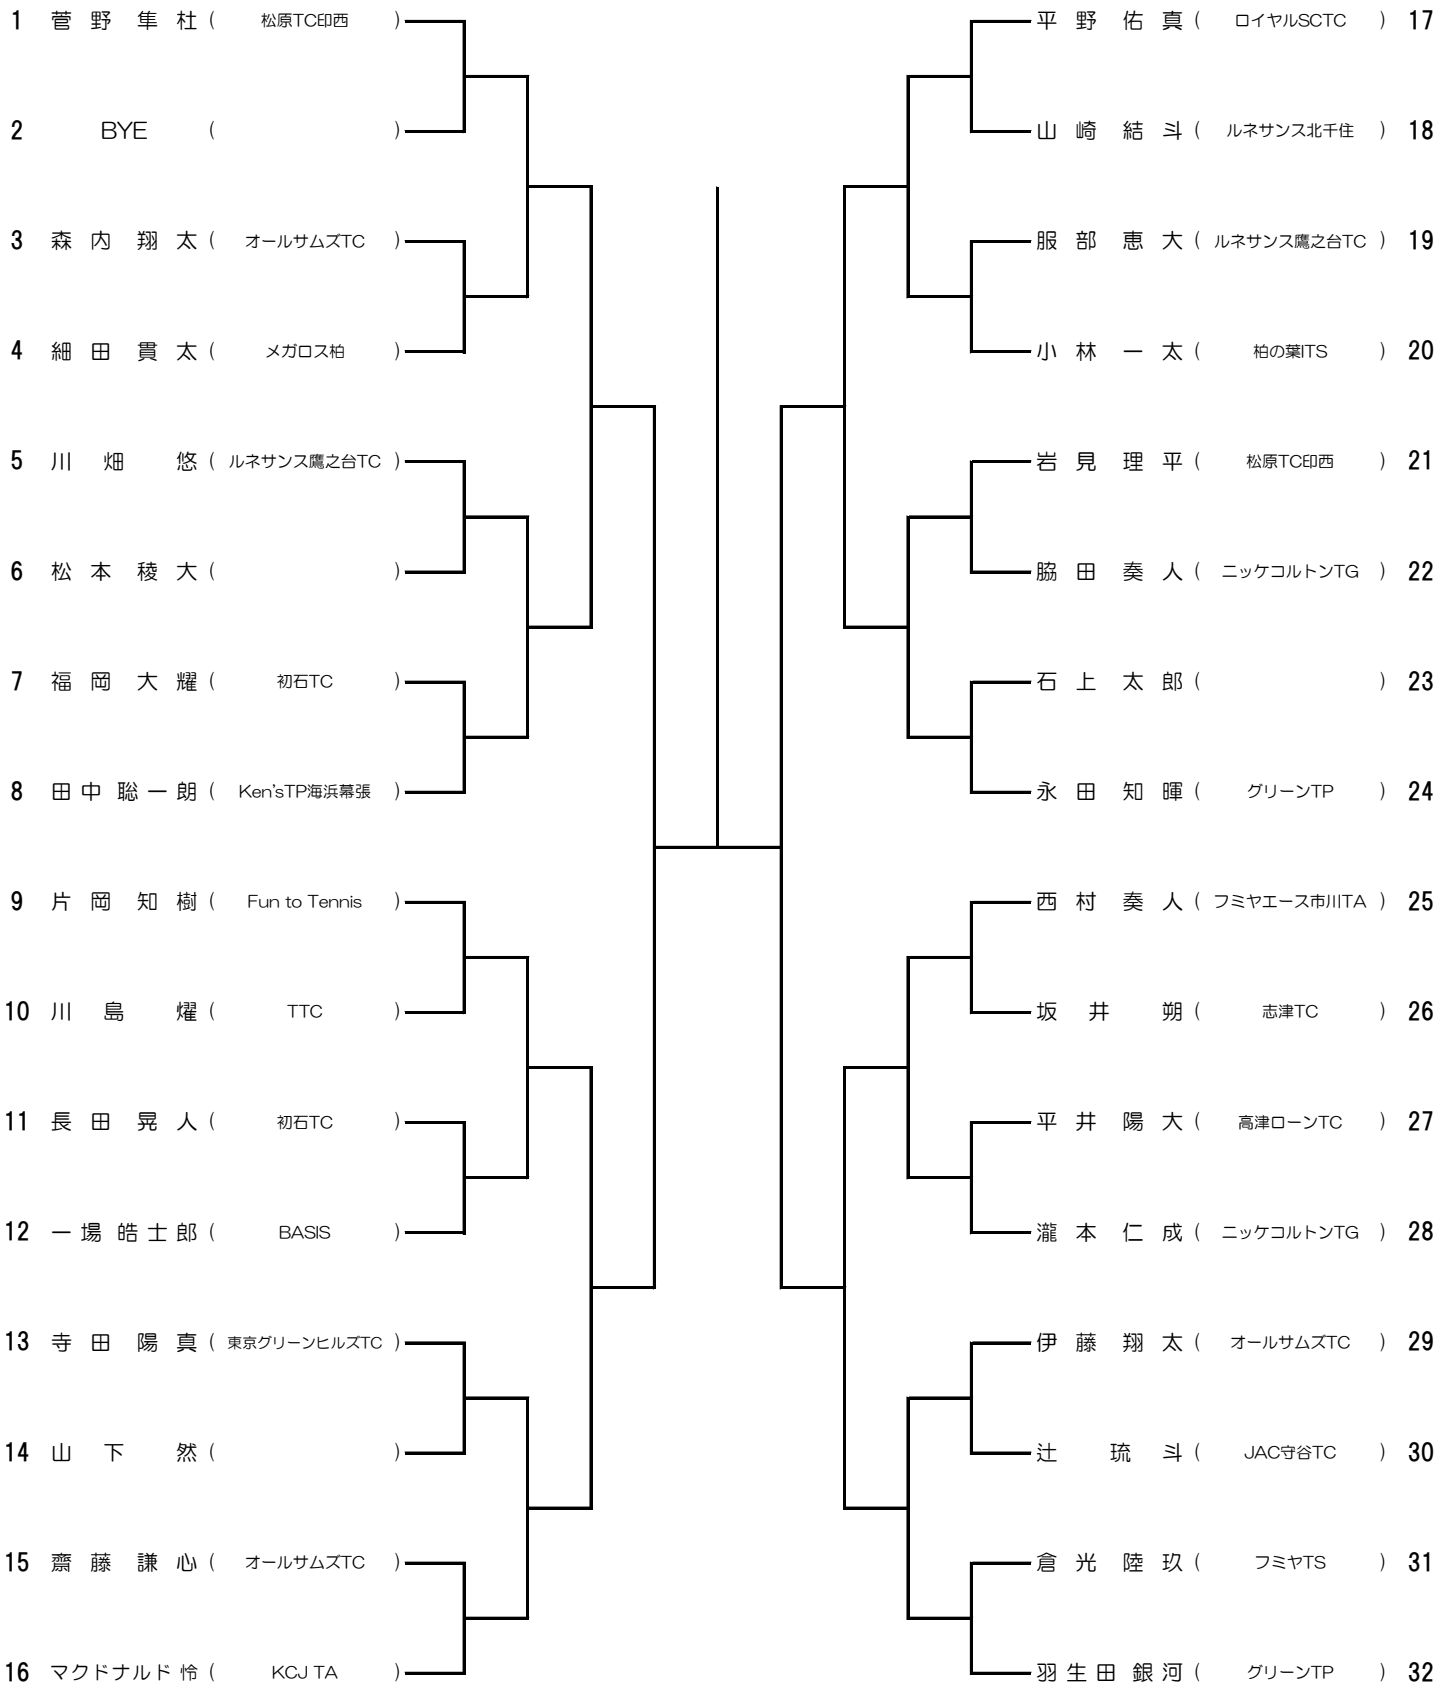 1 菅野 隼杜 ( 松原TC印西 )
2 BYE ( )
3 森内 翔太 ( オールサムズTC )
4 細田 貫太 ( メガロス柏 )
5 川畑 悠 ( ルネサンス鷹之台TC )
6 松本 稜大 ( )
7 福岡 大耀 ( 初石TC )
8 田中 聡一朗 ( Ken'sTP海浜幕張 )
9 片岡 知樹 ( Fun to Tennis )
10 川島 燿 ( TTC )
11 長田 晃人 ( 初石TC )
12 一場 皓士郎 ( BASIS )
13 寺田 陽真 ( 東京グリーンヒルズTC )
14 山下 然 ( )
15 齋藤 謙心 ( オールサムズTC )
16 マクドナルド 怜 ( KCJ TA )
平野 佑真 ( ロイヤルSCTC ) 17
山崎 結斗 ( ルネサンス北千住 ) 18
服部 恵大 ( ルネサンス鷹之台TC ) 19
小林 一太 ( 柏の葉ITS ) 20
岩見 理平 ( 松原TC印西 ) 21
脇田 奏人 ( ニッケコルトンTG ) 22
石上 太郎 ( ) 23
永田 知暉 ( グリーンTP ) 24
西村 奏人 ( フミヤエース市川TA ) 25
坂井 朔 ( 志津TC ) 26
平井 陽大 ( 高津ローンTC ) 27
瀧本 仁成 ( ニッケコルトンTG ) 28
伊藤 翔太 ( オールサムズTC ) 29
辻 琉斗 ( JAC守谷TC ) 30
倉光 陸玖 ( フミヤTS ) 31
羽生田 銀河 ( グリーンTP ) 32